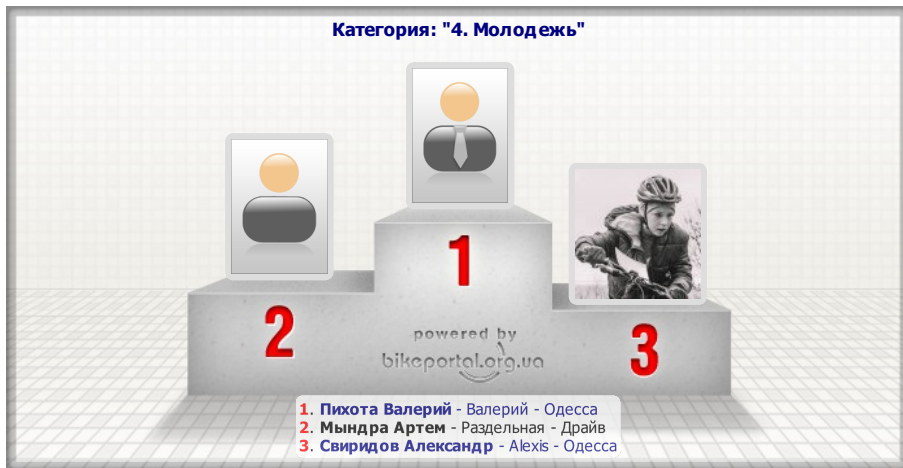 Категория: "4. Молодежь"
1
2
3
powered by
bikeportal.org.ua
1. Пихота Валерий - Валерий - Одесса
2. Мындра Артем - Раздельная - Драйв
3. Свиридов Александр - Alexis - Одесса